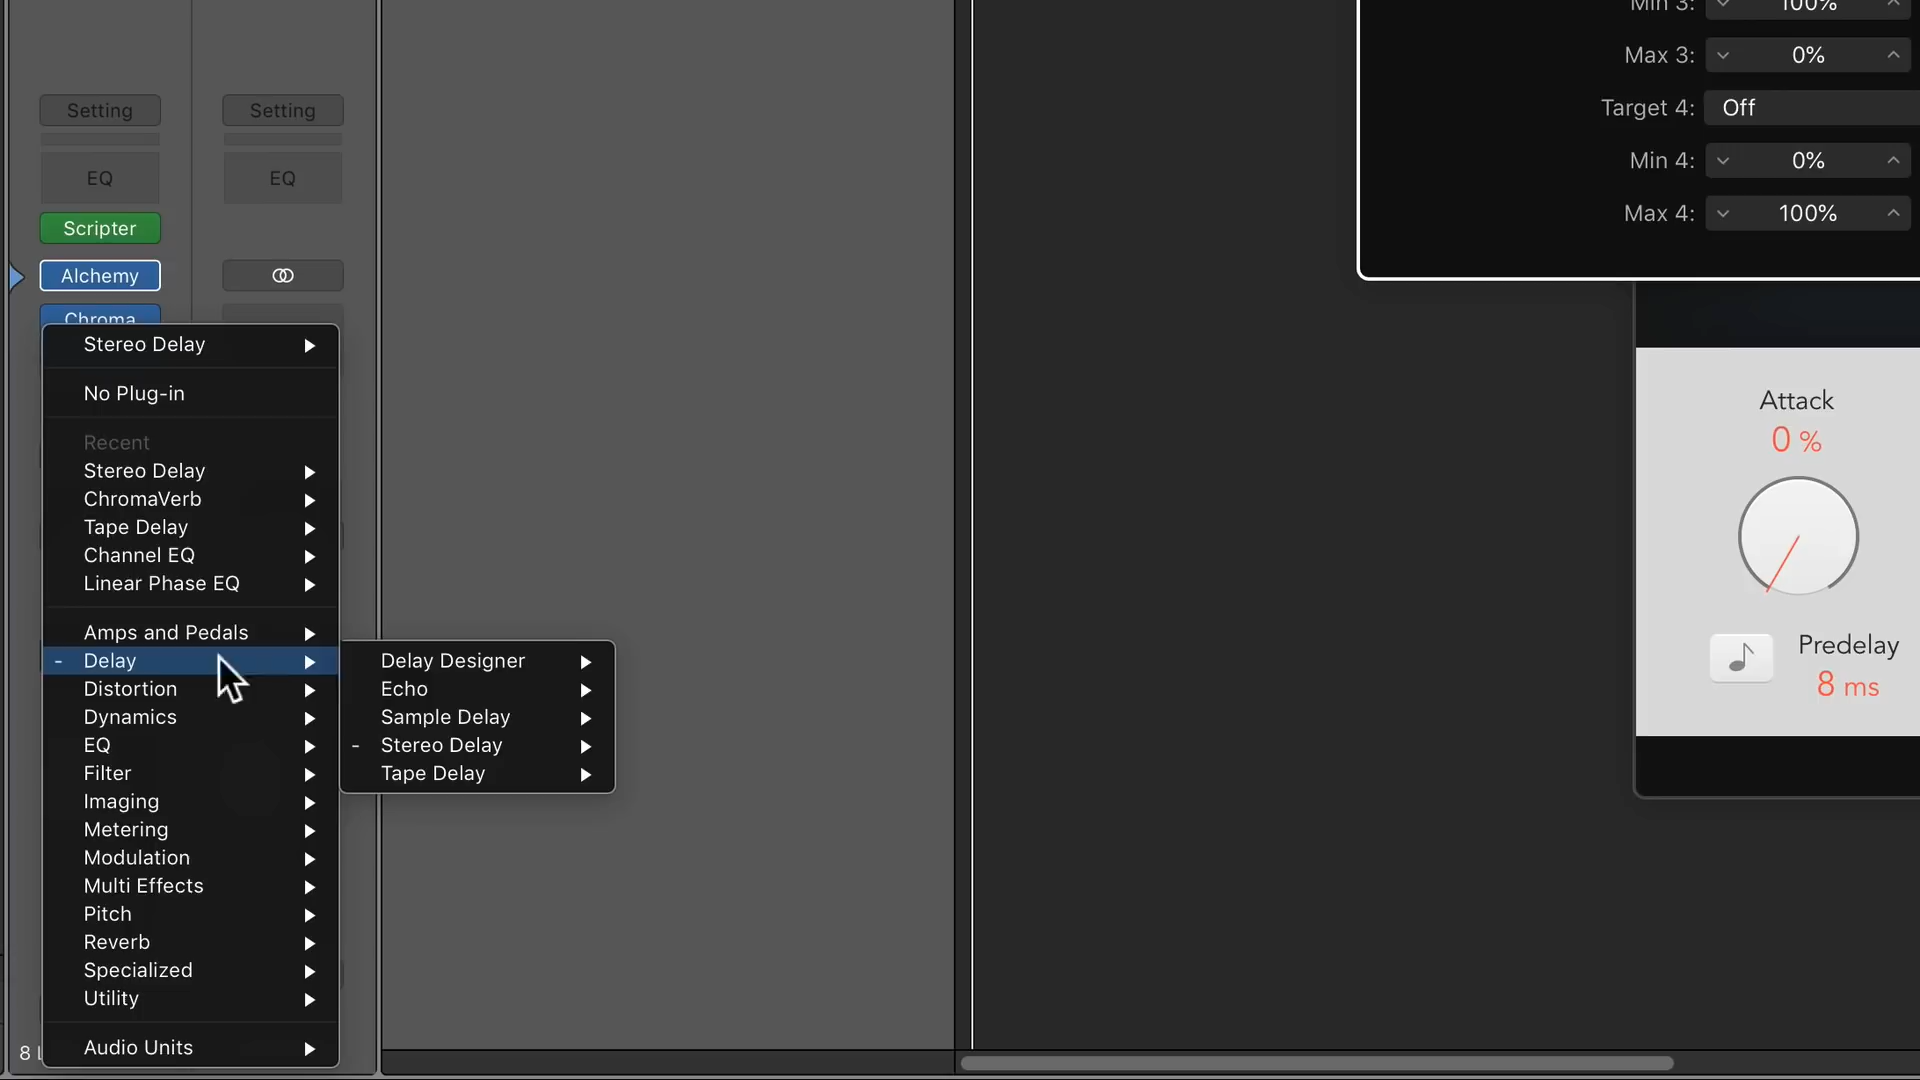 Setting
EQ
Scripter
Alchemy
Chroma
Setting
EQ
Stereo Delay
No Plug-in
Recent
Stereo Delay
ChromaVerb
Tape Delay
Channel EQ
Linear Phase EQ
Amps and Pedals
- Delay
Distortion
Dynamics
EQ
Filter
Imaging
Metering
Modulation
Multi Effects
Pitch
Reverb
Specialized
Utility
Audio Units
8
Delay Designer
Echo
Sample Delay
- Stereo Delay
Tape Delay
Min 3: 100%
Max 3: 0%
Target 4: Off
Min 4: 0%
Max 4: 100%
Attack
0 %
Predelay
8 ms